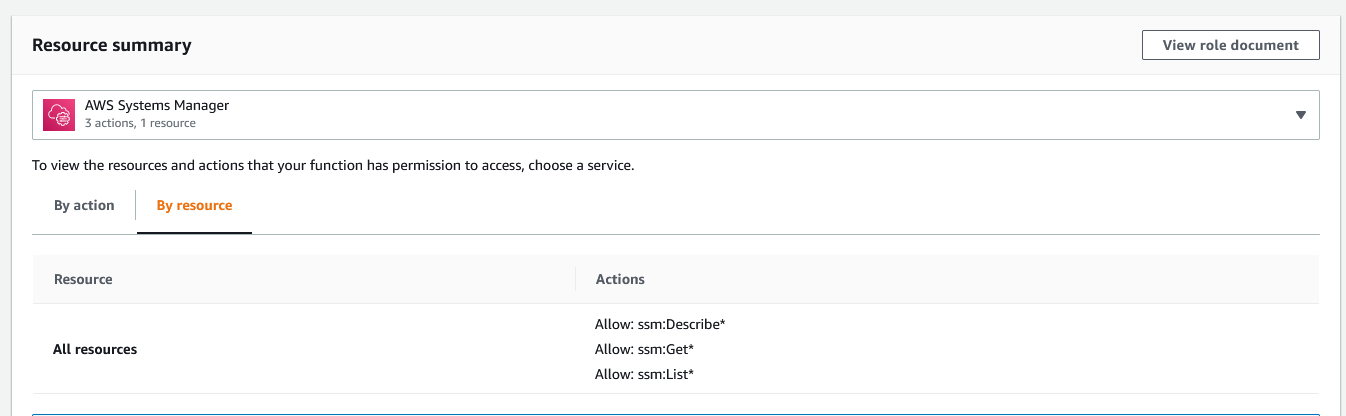 Resource summary
View role document
AWS Systems Manager
3 actions, 1 resource
To view the resources and actions that your function has permission to access, choose a service.
By action
By resource
Resource
Actions
All resources
Allow: ssm:Describe*
Allow: ssm:Get*
Allow: ssm:List*